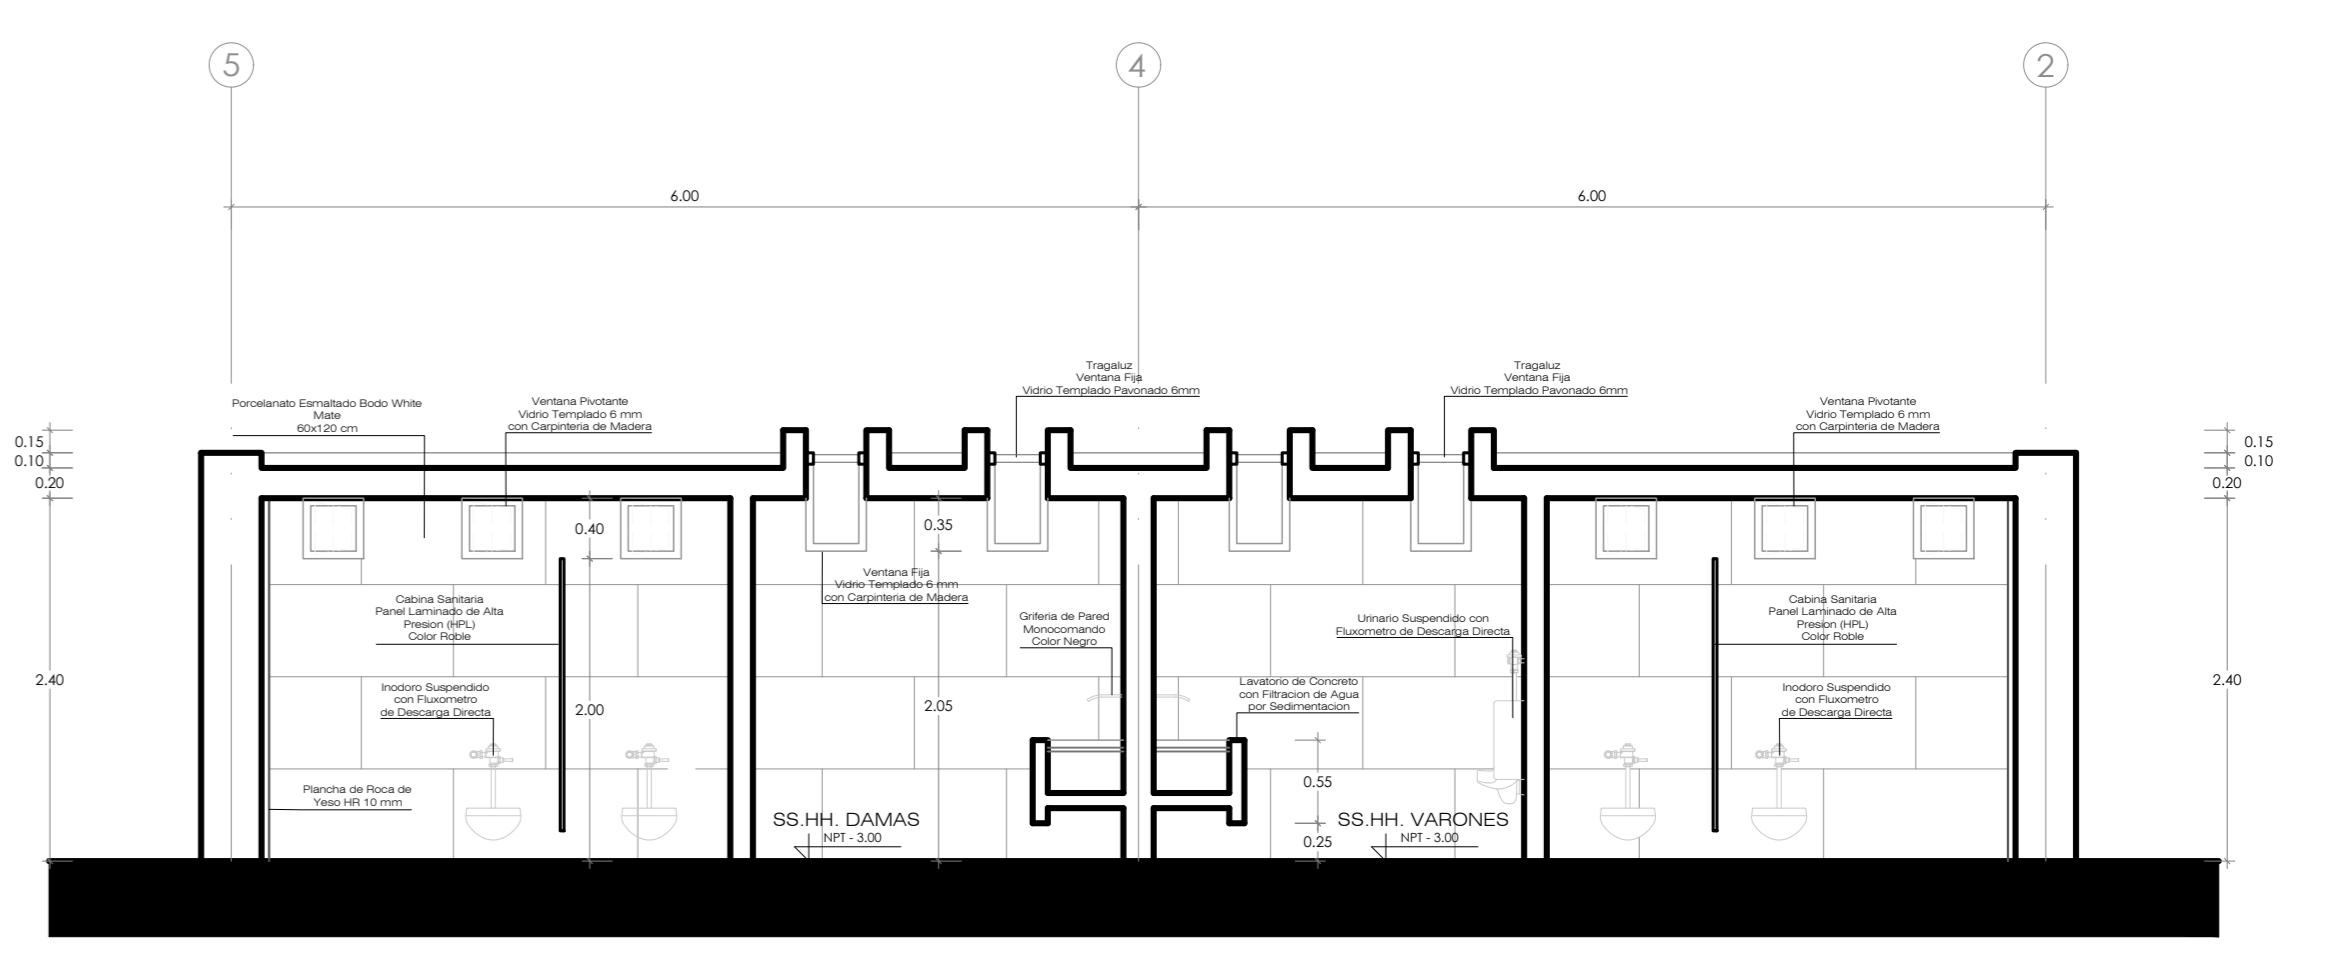 5
4
2
6.00
6.00
Tragaluz
Ventana Fija
Vidrio Templado Pavonado 6mm
Tragaluz
Ventana Fija
Vidrio Templado Pavonado 6mm
Porcelanato Esmaltado Bodo White
Mate
60x120 cm
Ventana Pivotante
Vidrio Templado 6 mm
con Carpinteria de Madera
Ventana Pivotante
Vidrio Templado 6 mm
con Carpinteria de Madera
0.15
0.10
0.20
2.40
0.15
0.10
0.20
2.40
0.40
2.00
0.35
2.05
Ventana Fija
Vidrio Templado 6 mm
con Carpinteria de Madera
Cabina Sanitaria
Panel Laminado de Alta
Presion (HPL)
Color Roble
Griferia de Pared
Monocomando
Color Negro
Urinario Suspendido con
Fluxometro de Descarga Directa
Cabina Sanitaria
Panel Laminado de Alta
Presion (HPL)
Color Roble
Inodoro Suspendido
con Fluxometro
de Descarga Directa
Lavatorio de Concreto
con Filtracion de Agua
por Sedimentacion
Inodoro Suspendido
con Fluxometro
de Descarga Directa
Plancha de Roca de
Yeso HR 10 mm
0.55
0.25
SS.HH. DAMAS
NPT - 3.00
SS.HH. VARONES
NPT - 3.00